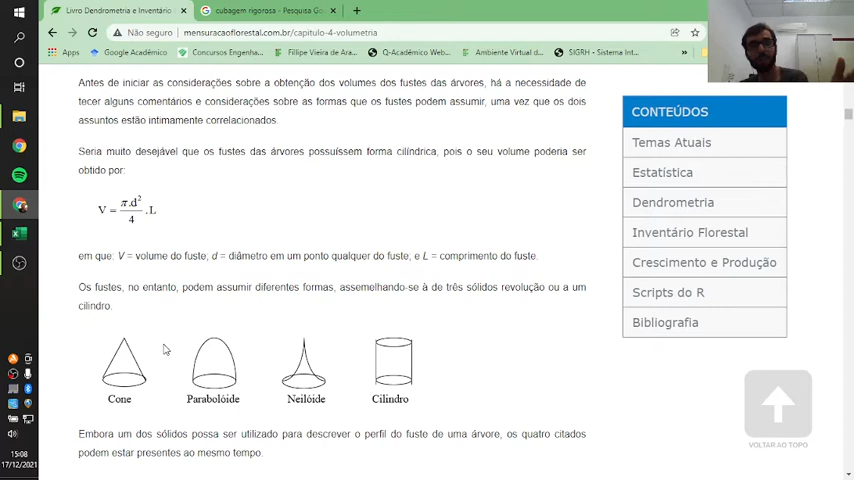 Livro Dendrometria e Inventário
cubagem rigorosa - Pesquisa Go
Não seguro | mensuracaoflorestal.com.br/capitulo-4-volumetria
Apps
Google Acadêmico
Concursos Engenh...
Fillipe Vieira de Ara...
Q-Acadêmico Web...
Ambiente Virtual d...
SIGRH - Sistema Int...
»
Antes de iniciar as considerações sobre a obtenção dos volumes dos fustes das árvores, há a necessidade de
tecer alguns comentários e considerações sobre as formas que os fustes podem assumir, uma vez que os dois
assuntos estão intimamente correlacionados.
Seria muito desejável que os fustes das árvores possuíssem forma cilíndrica, pois o seu volume poderia ser
obtido por:
V = π.d²/4 .L
em que: V = volume do fuste; d = diâmetro em um ponto qualquer do fuste; e L = comprimento do fuste.
Os fustes, no entanto, podem assumir diferentes formas, assemelhando-se à de três sólidos revolução ou a um
cilindro.
Cone
Parabolóide
Neilóide
Cilindro
Embora um dos sólidos possa ser utilizado para descrever o perfil do fuste de uma árvore, os quatro citados
podem estar presentes ao mesmo tempo.
CONTEÚDOS
Temas Atuais
Estatística
Dendrometria
Inventário Florestal
Crescimento e Produção
Scripts do R
Bibliografia
VOLTAR AO TOPO
15:08
17/12/2021